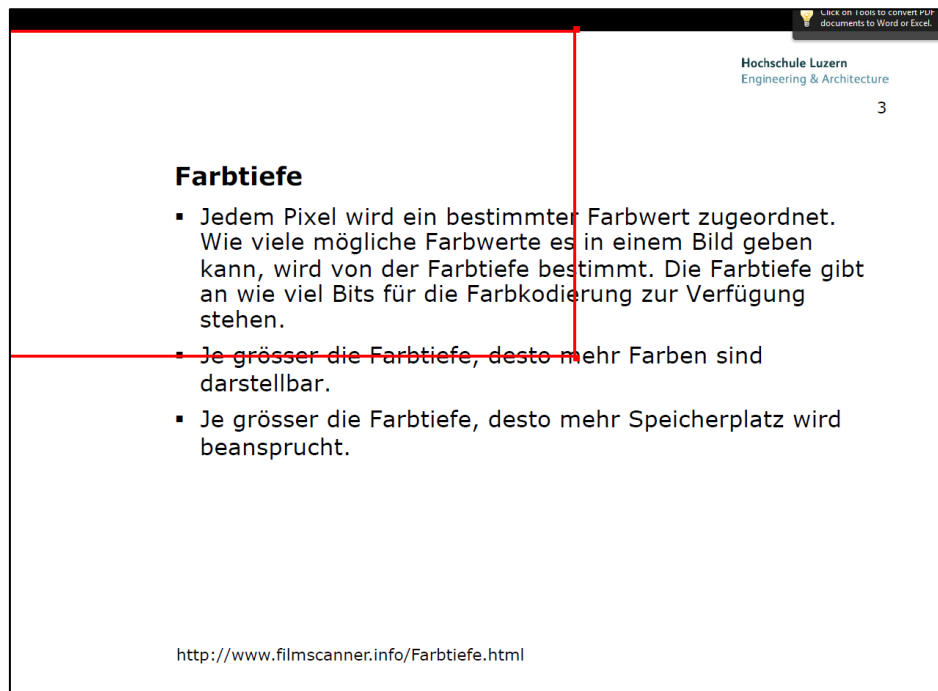 Click on Tools to convert PDF
documents to Word or Excel.
Hochschule Luzern
Engineering & Architecture
3
Farbtiefe
▪ Jedem Pixel wird ein bestimmter Farbwert zugeordnet.
Wie viele mögliche Farbwerte es in einem Bild geben
kann, wird von der Farbtiefe bestimmt. Die Farbtiefe gibt
an wie viel Bits für die Farbkodierung zur Verfügung
stehen.
▪ Je grösser die Farbtiefe, desto mehr Farben sind
darstellbar.
▪ Je grösser die Farbtiefe, desto mehr Speicherplatz wird
beansprucht.
http://www.filmscanner.info/Farbtiefe.html